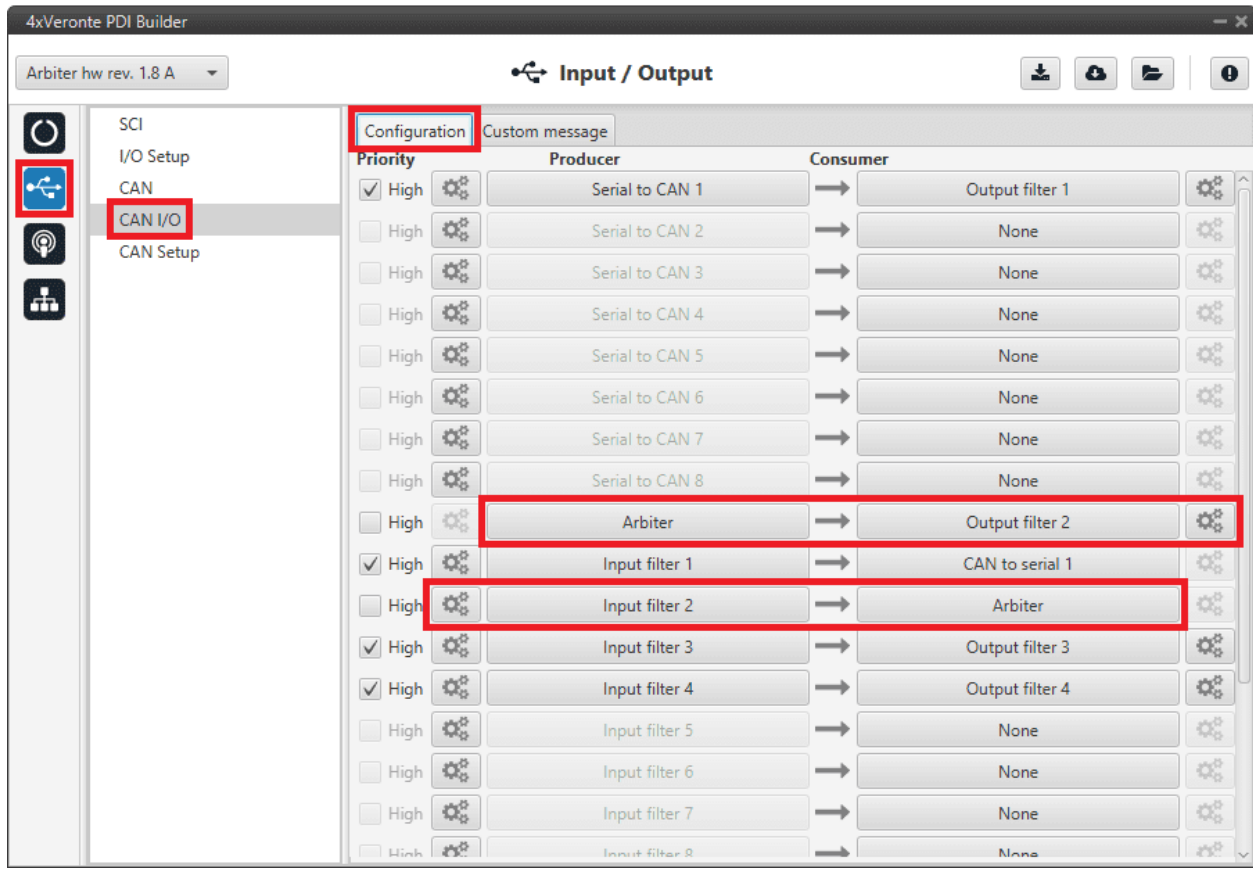 4xVeronte PDI Builder
Arbiter hw rev. 1.8 A
Input / Output
SCI
I/O Setup
CAN
CAN I/O
CAN Setup
Configuration Custom message
Priority Producer Consumer
High Serial to CAN 1 Output filter 1
High Serial to CAN 2 None
High Serial to CAN 3 None
High Serial to CAN 4 None
High Serial to CAN 5 None
High Serial to CAN 6 None
High Serial to CAN 7 None
High Serial to CAN 8 None
High Arbiter Output filter 2
High Input filter 1 CAN to serial 1
High Input filter 2 Arbiter
High Input filter 3 Output filter 3
High Input filter 4 Output filter 4
High Input filter 5 None
High Input filter 6 None
High Input filter 7 None
High Input filter 8 None